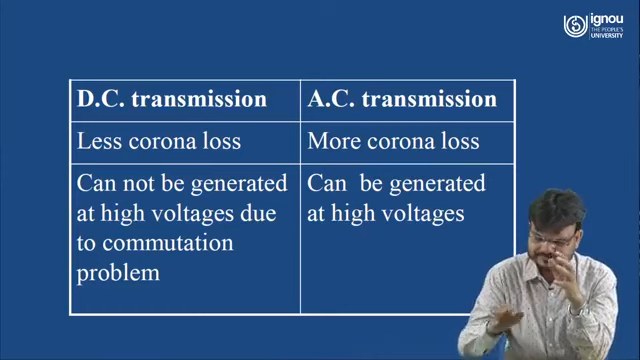 ignou
THE PEOPLE'S
UNIVERSITY
D.C. transmission
A.C. transmission
Less corona loss
More corona loss
Can not be generated
at high voltages due
to commutation
problem
Can be generated
at high voltages